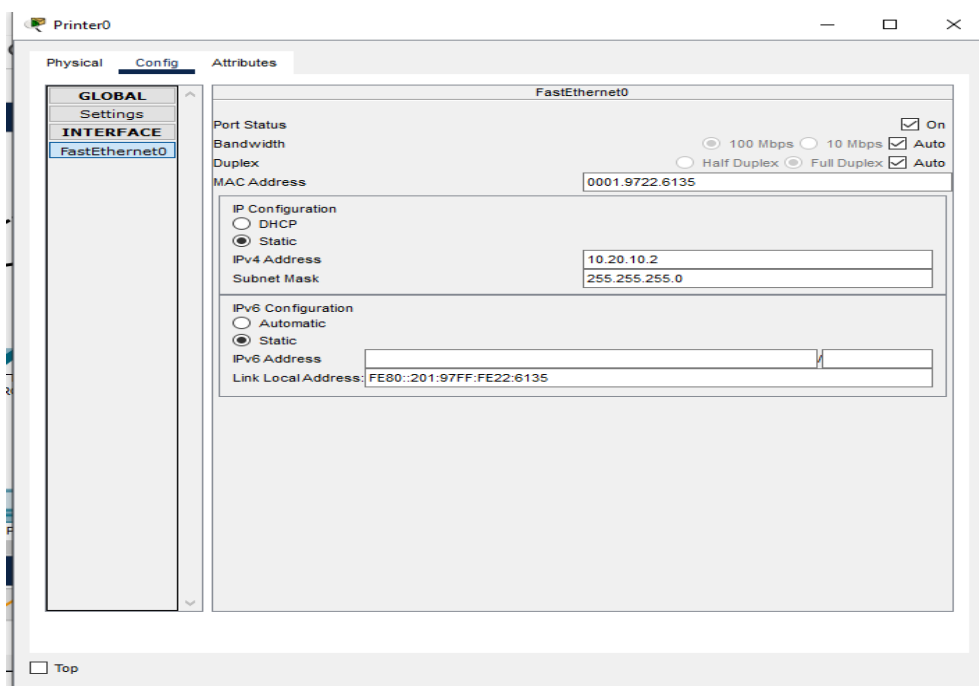 Printer0
Physical Config Attributes
GLOBAL
Settings
INTERFACE
FastEthernet0
FastEthernet0
Port Status On
Bandwidth 100 Mbps 10 Mbps Auto
Duplex Half Duplex Full Duplex Auto
MAC Address 0001.9722.6135
IP Configuration
DHCP
Static
IPv4 Address 10.20.10.2
Subnet Mask 255.255.255.0
IPv6 Configuration
Automatic
Static
IPv6 Address /
Link Local Address: FE80::201:97FF:FE22:6135
Top